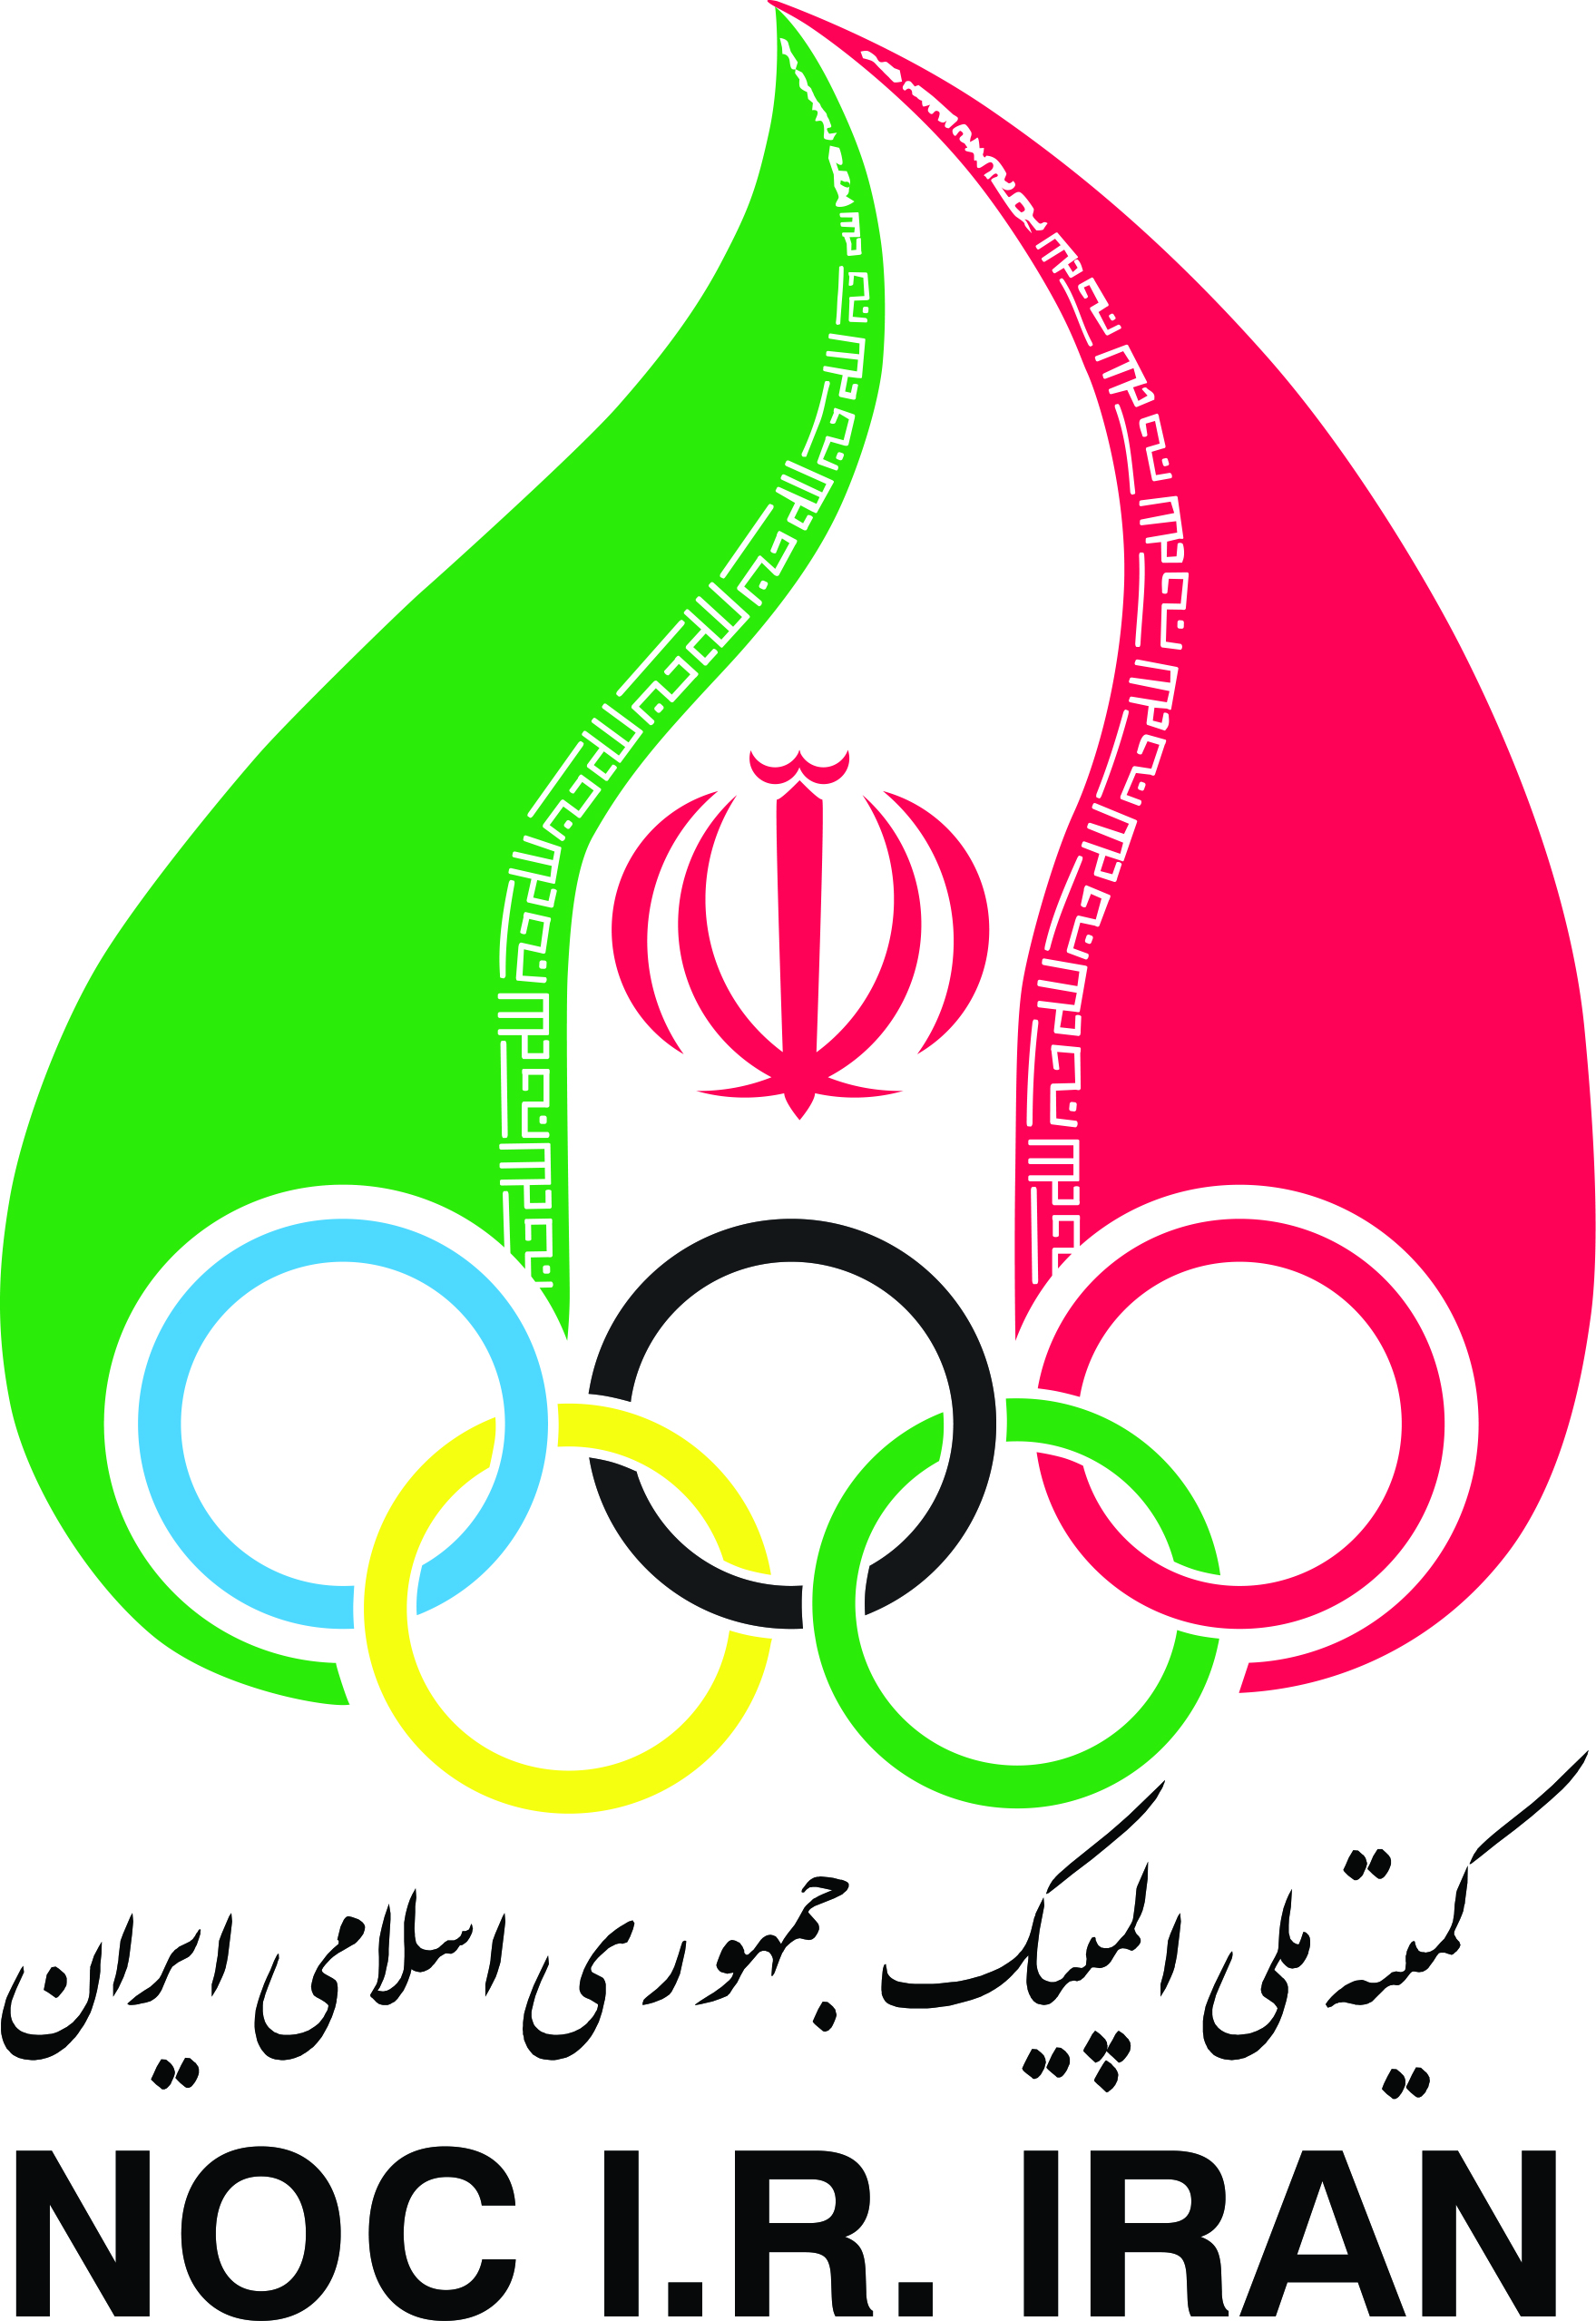 کمیته ملی المپیک جمهوری اسلامی ایران
NOC I.R. IRAN